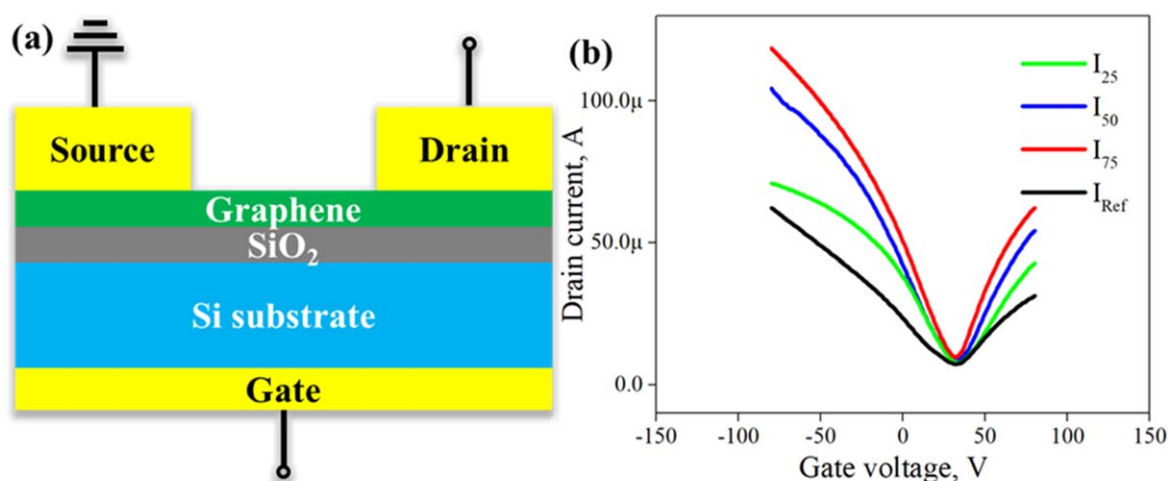 (a)
Source
Drain
Graphene
SiO₂
Si substrate
Gate
(b)
I₂₅
I₅₀
I₇₅
I_Ref
Drain current, A
100.0μ
50.0μ
0.0
-150 -100 -50 0 50 100 150
Gate voltage, V